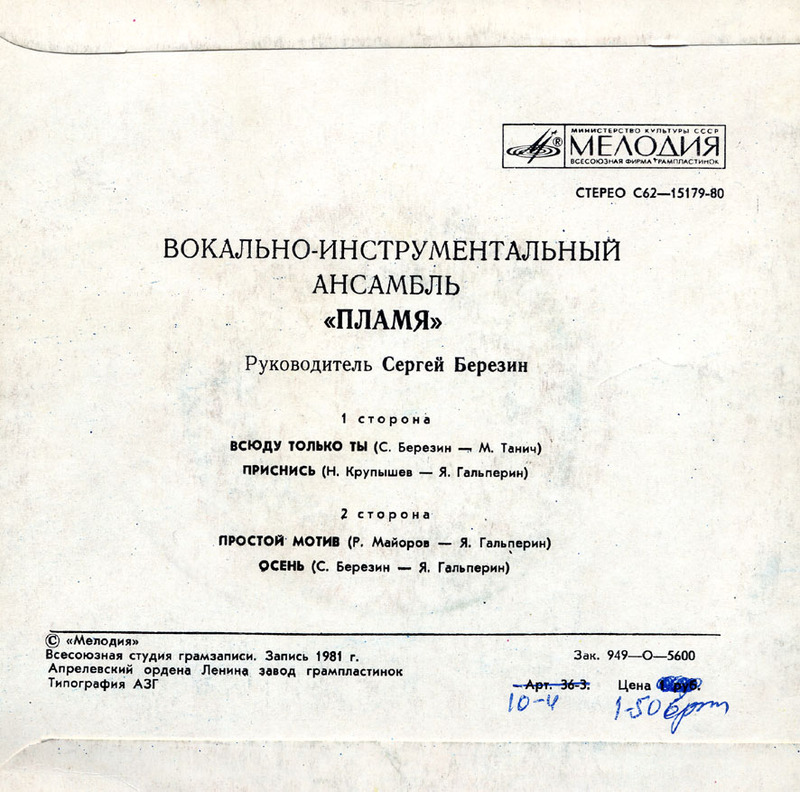 МИНИСТЕРСТВО КУЛЬТУРЫ СССР
® МЕЛОДИЯ
ВСЕСОЮЗНАЯ ФИРМА ГРАМПЛАСТИНОК
СТЕРЕО С62—15179-80
ВОКАЛЬНО-ИНСТРУМЕНТАЛЬНЫЙ
АНСАМБЛЬ
«ПЛАМЯ»
Руководитель Сергей Березин
1 сторона
ВСЮДУ ТОЛЬКО ТЫ (С. Березин — М. Танич)
ПРИСНИСЬ (Н. Крупышев — Я. Гальперин)
2 сторона
ПРОСТОЙ МОТИВ (Р. Майоров — Я. Гальперин)
ОСЕНЬ (С. Березин — Я. Гальперин)
© «Мелодия»
Всесоюзная студия грамзаписи. Запись 1981 г.
Зак. 949—О—5600
Апрелевский ордена Ленина завод грампластинок
Типография АЗГ
Арт. 36-3. Цена 1 руб.
10-4 1-50